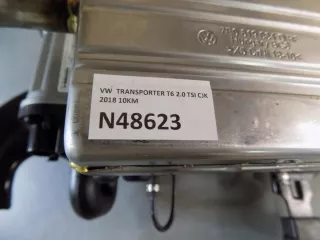 VW TRANSPORTER T6 2.0 TSI CJK
2018 10KM
N48623